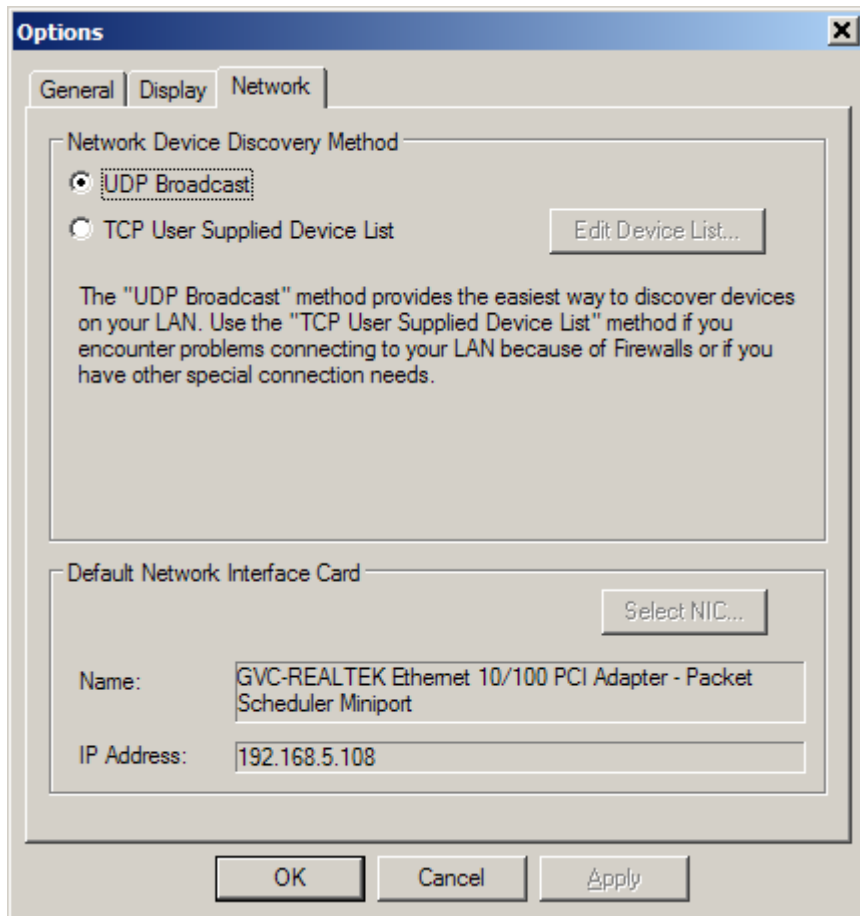 Options
General
Display
Network
Network Device Discovery Method
UDP Broadcast
TCP User Supplied Device List
Edit Device List...
The "UDP Broadcast" method provides the easiest way to discover devices
on your LAN. Use the "TCP User Supplied Device List" method if you
encounter problems connecting to your LAN because of Firewalls or if you
have other special connection needs.
Default Network Interface Card
Select NIC...
Name:
GVC-REALTEK Ethernet 10/100 PCI Adapter - Packet
Scheduler Miniport
IP Address:
192.168.5.108
OK
Cancel
Apply